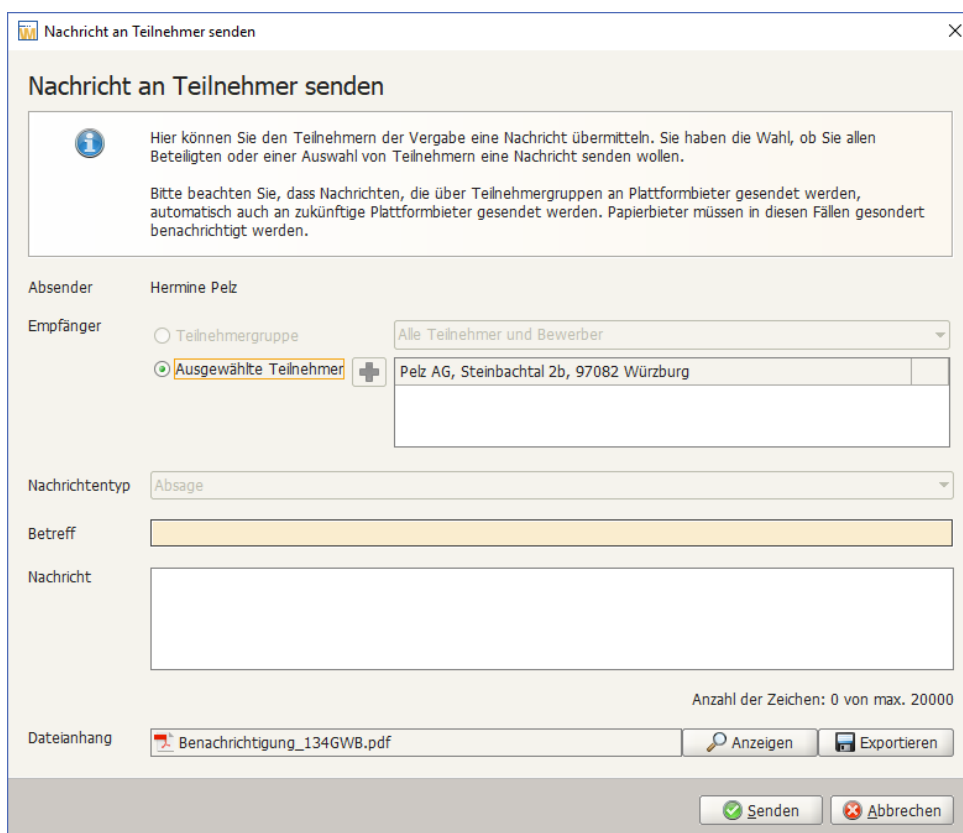 Nachricht an Teilnehmer senden
Nachricht an Teilnehmer senden
Hier können Sie den Teilnehmern der Vergabe eine Nachricht übermitteln. Sie haben die Wahl, ob Sie allen
Beteiligten oder einer Auswahl von Teilnehmern eine Nachricht senden wollen.
Bitte beachten Sie, dass Nachrichten, die über Teilnehmergruppen an Plattformbieter gesendet werden,
automatisch auch an zukünftige Plattformbieter gesendet werden. Papierbieter müssen in diesen Fällen gesondert
benachrichtigt werden.
Absender Hermine Pelz
Empfänger
Teilnehmergruppe Alle Teilnehmer und Bewerber
Ausgewählte Teilnehmer Pelz AG, Steinbachtal 2b, 97082 Würzburg
Nachrichtentyp Absage
Betreff
Nachricht
Anzahl der Zeichen: 0 von max. 20000
Dateianhang Benachrichtigung_134GWB.pdf Anzeigen Exportieren
Senden Abbrechen